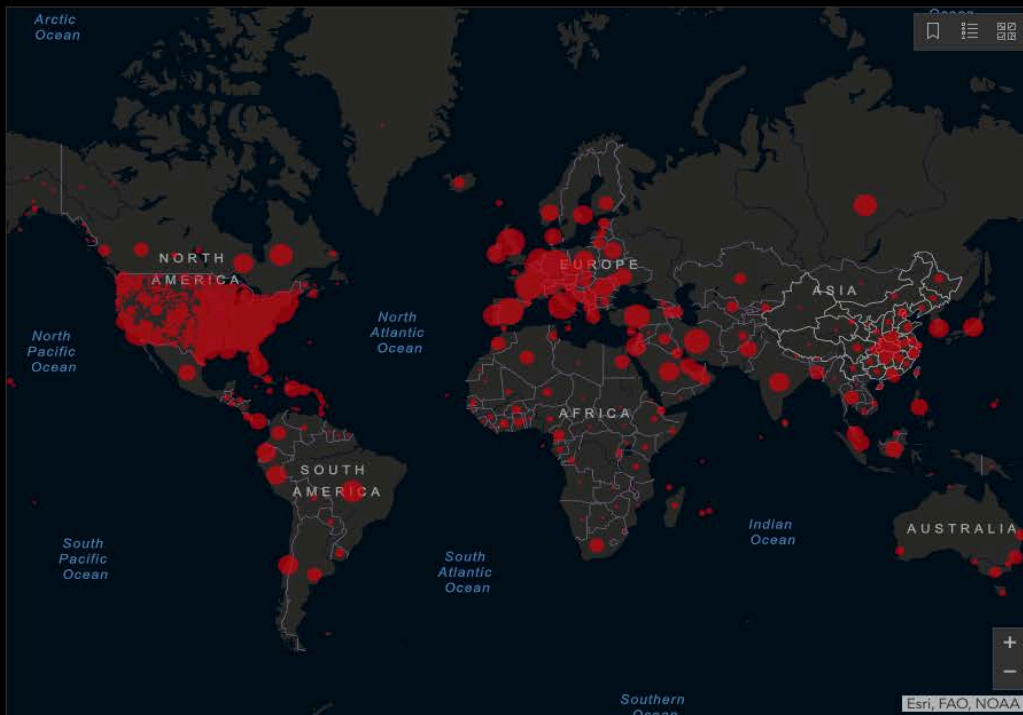 Arctic
Ocean
NORTH
AMERICA
EUROPE
ASIA
North
Pacific
Ocean
North
Atlantic
Ocean
AFRICA
SOUTH
AMERICA
Indian
Ocean
AUSTRALIA
South
Pacific
Ocean
South
Atlantic
Ocean
+
−
Southern
Ocean
Esri, FAO, NOAA